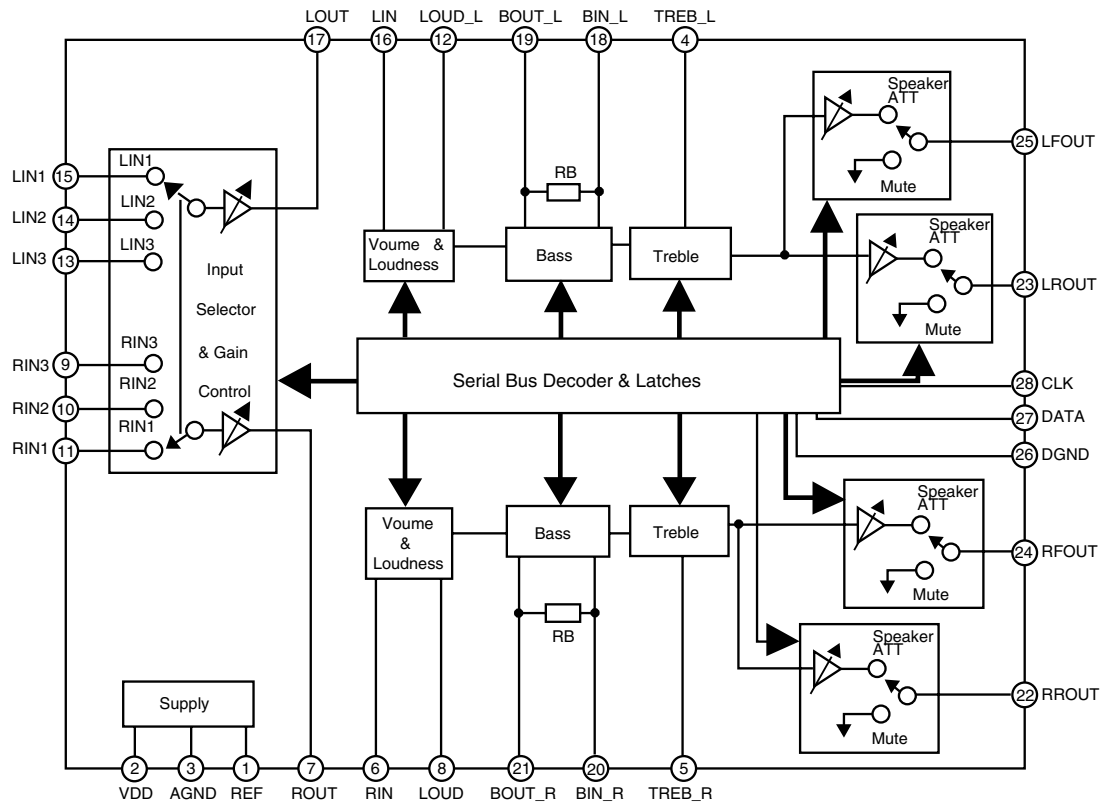 LOUT LIN LOUD_L BOUT_L BIN_L TREB_L
17 16 12 19 18 4
Speaker
ATT
Mute
25 LFOUT
LIN1 15
LIN2 14
LIN3 13
LIN1
LIN2
LIN3
Input
Selector
& Gain
Control
RIN3
RIN2
RIN1
RIN3 9
RIN2 10
RIN1 11
RB
Voume &
Loudness
Bass
Treble
Speaker
ATT
Mute
23 LROUT
Serial Bus Decoder & Latches
28 CLK
27 DATA
26 DGND
Voume
&
Loudness
Bass
Treble
RB
Speaker
ATT
Mute
24 RFOUT
Speaker
ATT
Mute
22 RROUT
Supply
2 3 1 7 6 8 21 20 5
VDD AGND REF ROUT RIN LOUD BOUT_R BIN_R TREB_R